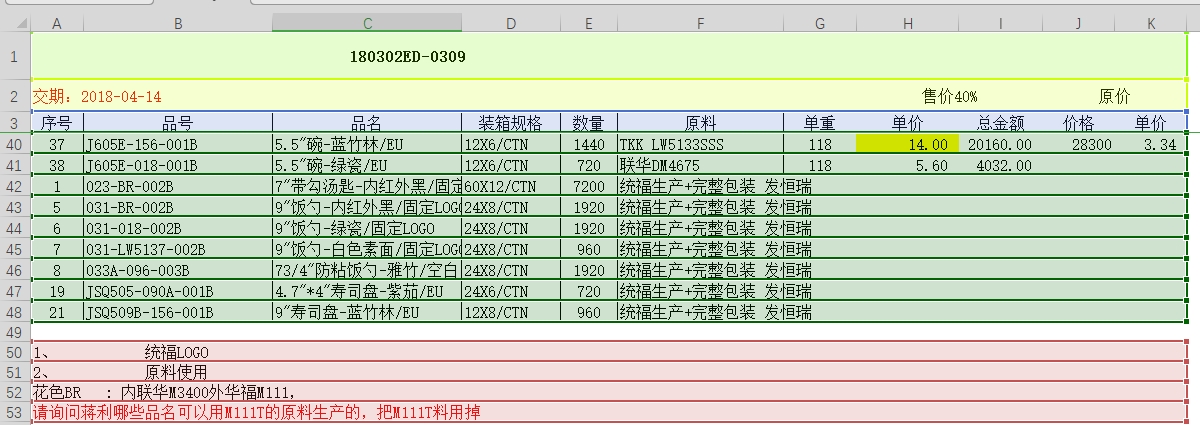 A B C D E F G H I J K
1 180302ED-0309
2 交期: 2018-04-14 售价40% 原价
3 序号 品号 品名 装箱规格 数量 原料 单重 单价 总金额 价格 单价
40 37 J605E-156-001B 5.5"碗-蓝竹林/EU 12X6/CTN 1440 TKK LW5133SSS 118 14.00 20160.00 28300 3.34
41 38 J605E-018-001B 5.5"碗-绿瓷/EU 12X6/CTN 720 联华DM4675 118 5.60 4032.00
42 1 023-BR-002B 7"带勾汤匙-内红外黑/固定 60X12/CTN 7200 统福生产+完整包装 发恒瑞
43 5 031-BR-002B 9"饭勺-内红外黑/固定LOGO 24X8/CTN 1920 统福生产+完整包装 发恒瑞
44 6 031-018-002B 9"饭勺-绿瓷/固定LOGO 24X8/CTN 1920 统福生产+完整包装 发恒瑞
45 7 031-LW5137-002B 9"饭勺-白色素面/固定LOGO 24X8/CTN 960 统福生产+完整包装 发恒瑞
46 8 033A-096-003B 73/4"防粘饭勺-雅竹/空白 24X8/CTN 1920 统福生产+完整包装 发恒瑞
47 19 JSQ505-090A-001B 4.7"*4"寿司盘-紫茄/EU 24X6/CTN 720 统福生产+完整包装 发恒瑞
48 21 JSQ509B-156-001B 9"寿司盘-蓝竹林/EU 12X8/CTN 960 统福生产+完整包装 发恒瑞
49
50 1、 统福LOGO
51 2、 原料使用
52 花色BR : 内联华M3400外华福M111,
53 请询问蒋利哪些品名可以用M111T的原料生产的, 把M111T料用掉